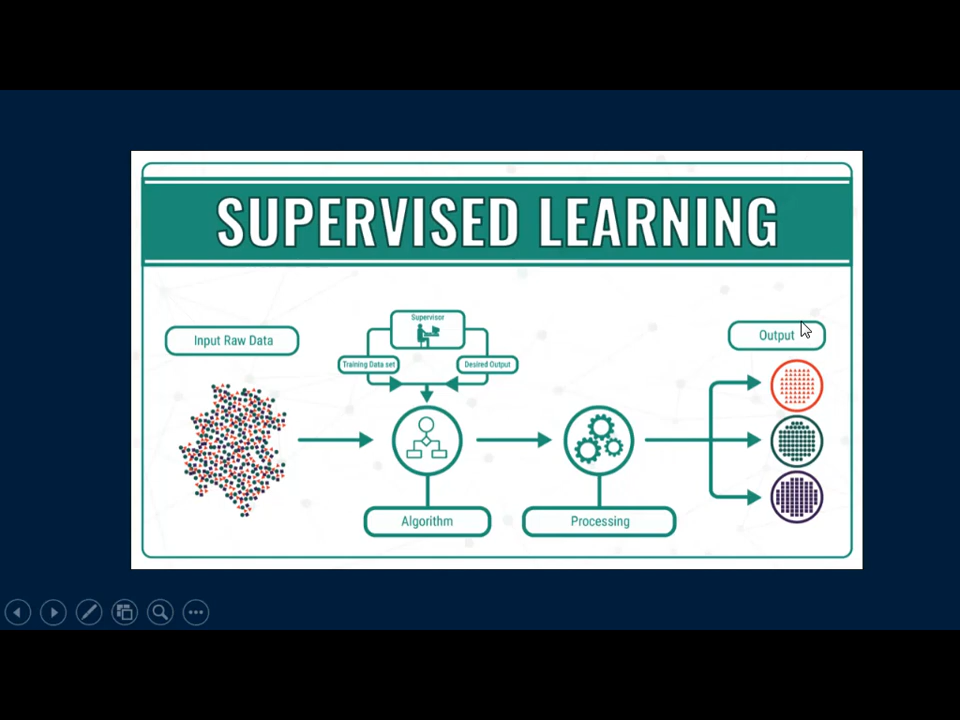 SUPERVISED LEARNING
Input Raw Data
Supervisor
Training Data set
Desired Output
Algorithm
Processing
Output